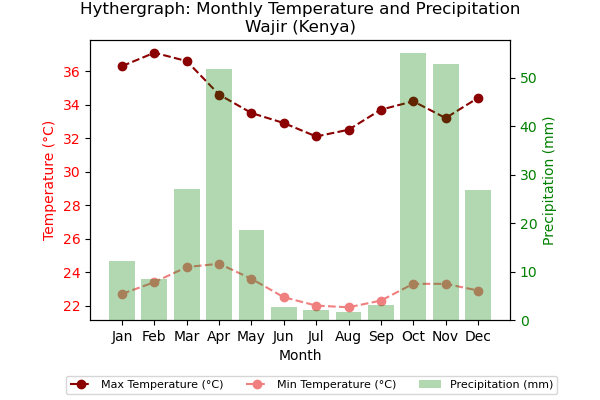 Hythergraph: Monthly Temperature and Precipitation
Wajir (Kenya)
36
34
32
30
28
26
24
22
Temperature (°C)
50
40
30
20
10
0
Precipitation (mm)
Jan Feb Mar Apr May Jun Jul Aug Sep Oct Nov Dec
Month
Max Temperature (°C) Min Temperature (°C) Precipitation (mm)